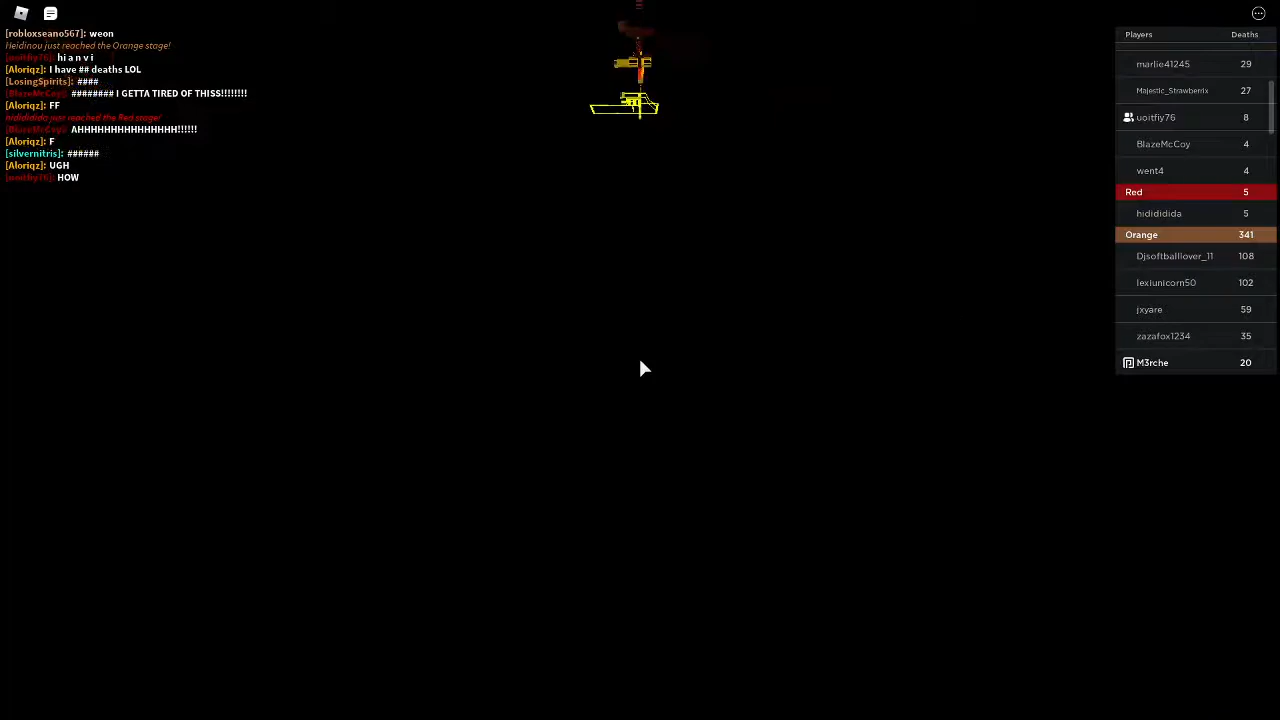 [robloxseano567]: weon
Heidinou just reached the Orange stage!
[uoitfiy76]: hi a n v i
[Aloriqz]: I have ## deaths LOL
[LosingSpirits]: ####
[BlazeMcCoy]: ######## I GETTA TIRED OF THISS!!!!!!!!
[Aloriqz]: FF
hidididida just reached the Red stage!
[BlazeMcCoy]: AHHHHHHHHHHHHHHH!!!!!!
[Aloriqz]: F
[silvernitris]: ######
[Aloriqz]: UGH
[uoitfiy76]: HOW
Players Deaths
marlie41245 29
Majestic_Strawberrix 27
uoitfiy76 8
BlazeMcCoy 4
went4 4
Red 5
hidididida 5
Orange 341
Djsoftballlover_11 108
lexiunicorn50 102
jxyare 59
zazafox1234 35
M3rche 20